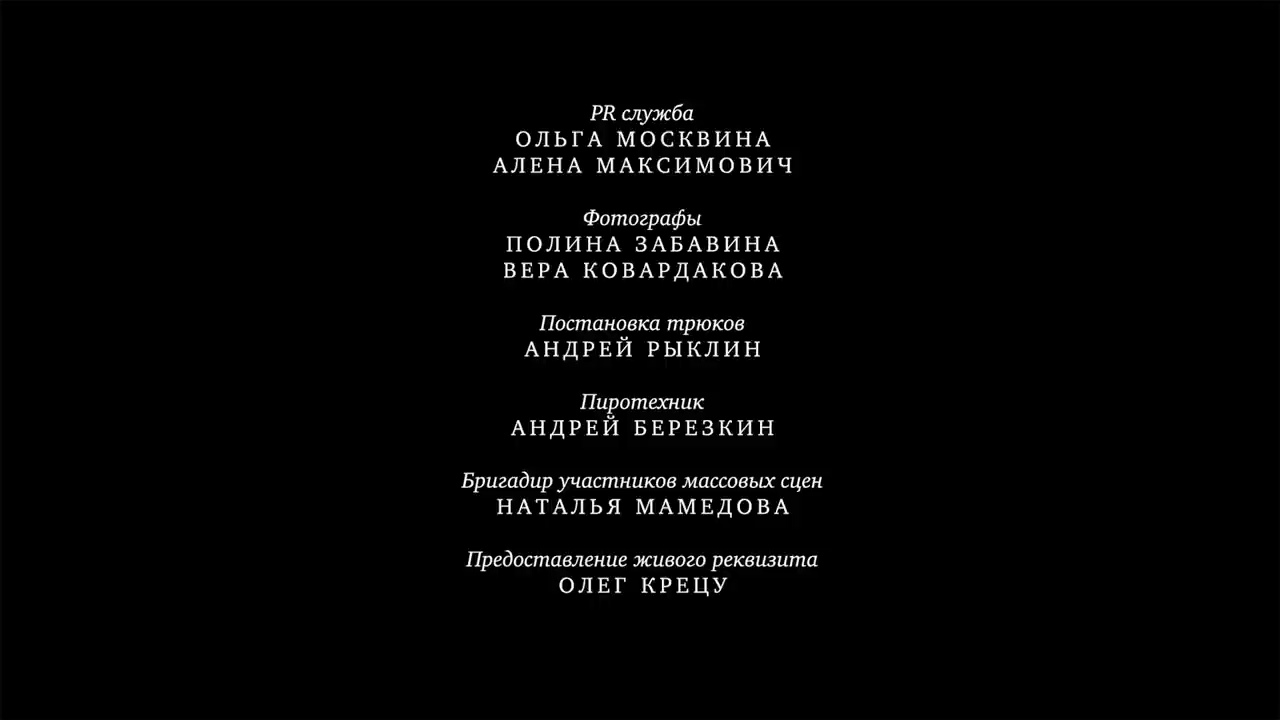 PR служба
ОЛЬГА МОСКВИНА
АЛЕНА МАКСИМОВИЧ
Фотографы
ПОЛИНА ЗАБАВИНА
ВЕРА КОВАРДАКОВА
Постановка трюков
АНДРЕЙ РЫКЛИН
Пиротехник
АНДРЕЙ БЕРЕЗКИН
Бригадир участников массовых сцен
НАТАЛЬЯ МАМЕДОВА
Предоставление живого реквизита
ОЛЕГ КРЕЦУ